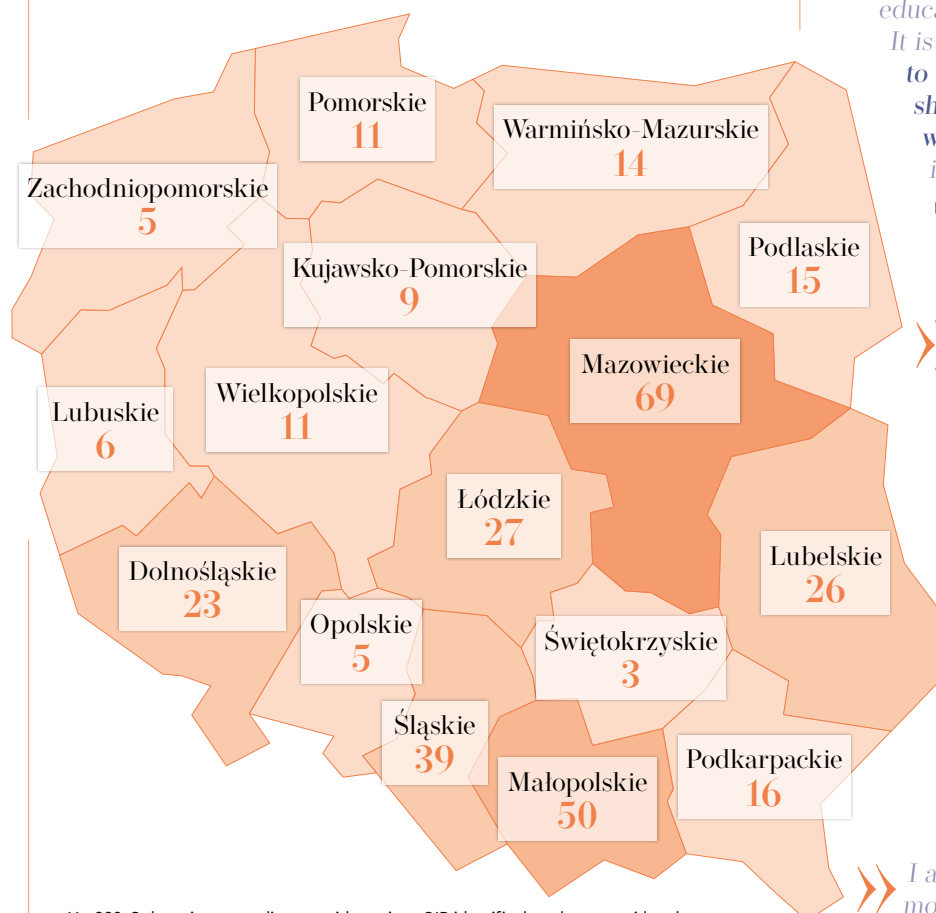 educ
It is
to
sh
w
i
Pomorskie
11
Warmińsko-Mazurskie
14
Zachodniopomorskie
5
Podlaskie
15
Kujawsko-Pomorskie
9
Mazowieckie
69
Wielkopolskie
11
Lubuskie
6
Łódzkie
27
Lubelskie
26
Dolnośląskie
23
Opolskie
5
Świętokrzyskie
3
Śląskie
39
Podkarpackie
16
Małopolskie
50
I a
mo